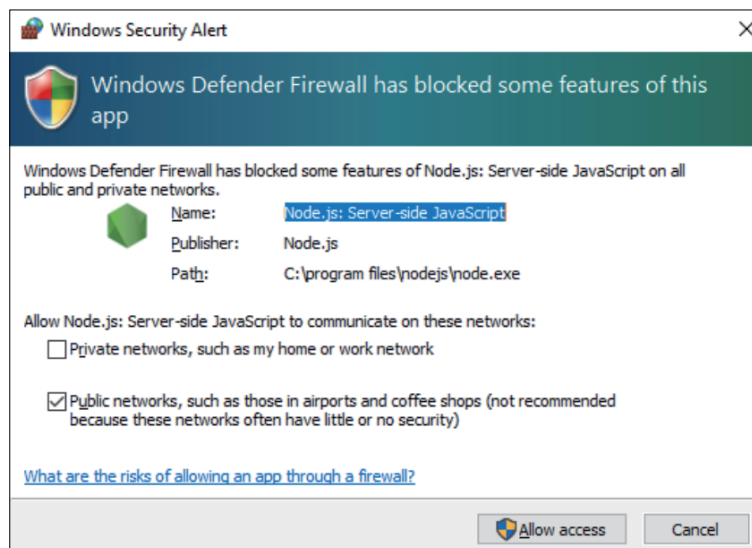 Windows Security Alert
Windows Defender Firewall has blocked some features of this
app
Windows Defender Firewall has blocked some features of Node.js: Server-side JavaScript on all
public and private networks.
Name: Node.js: Server-side JavaScript
Publisher: Node.js
Path: C:\program files\nodejs\node.exe
Allow Node.js: Server-side JavaScript to communicate on these networks:
Private networks, such as my home or work network
Public networks, such as those in airports and coffee shops (not recommended
because these networks often have little or no security)
What are the risks of allowing an app through a firewall?
Allow access Cancel